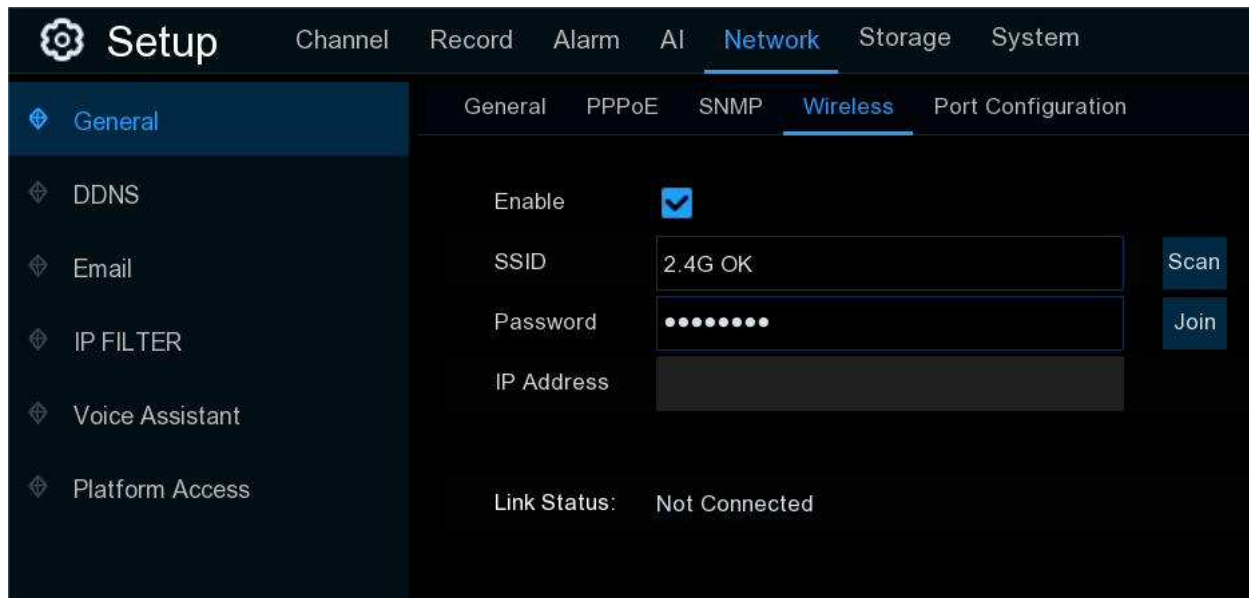 Setup Channel Record Alarm AI Network Storage System
General PPPoE SNMP Wireless Port Configuration
General
DDNS
Email
IP FILTER
Voice Assistant
Platform Access
Enable
SSID 2.4G OK Scan
Password •••••••• Join
IP Address
Link Status: Not Connected